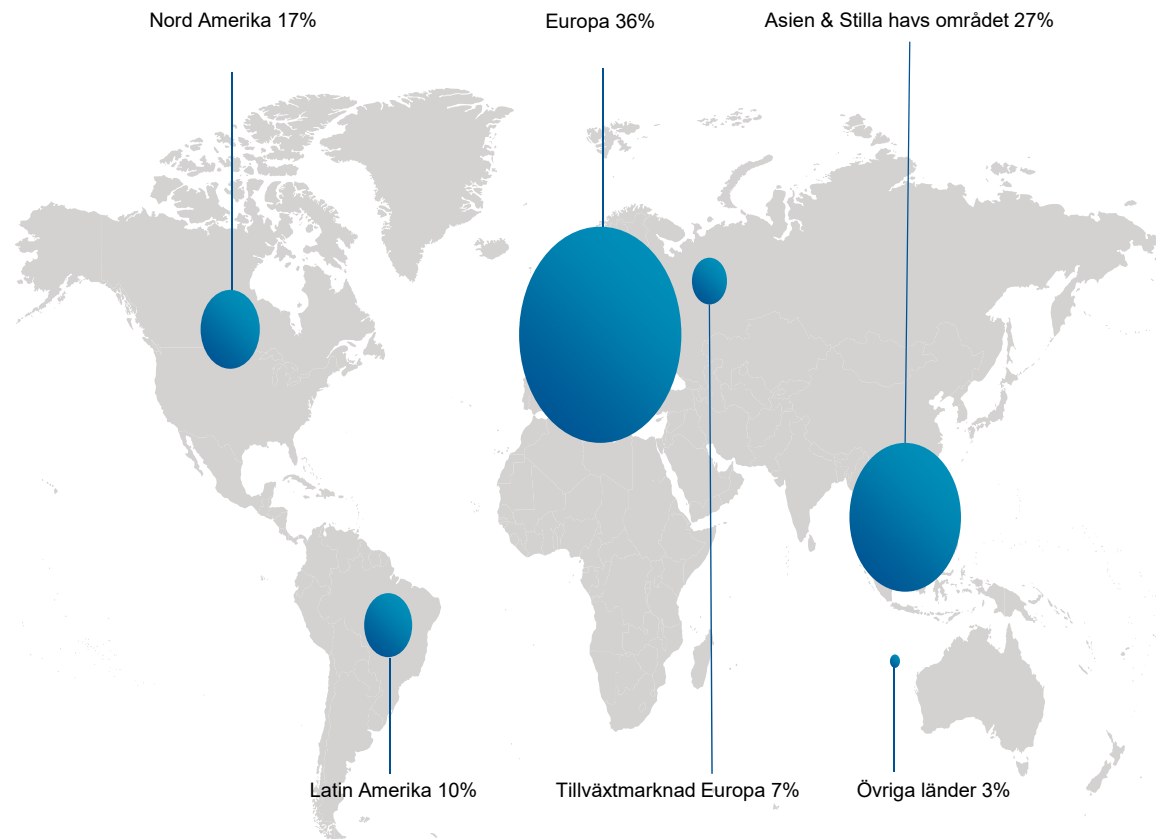 Nord Amerika 17%
Europa 36%
Asien & Stilla havs området 27%
Latin Amerika 10%
Tillväxtmarknad Europa 7%
Övriga länder 3%